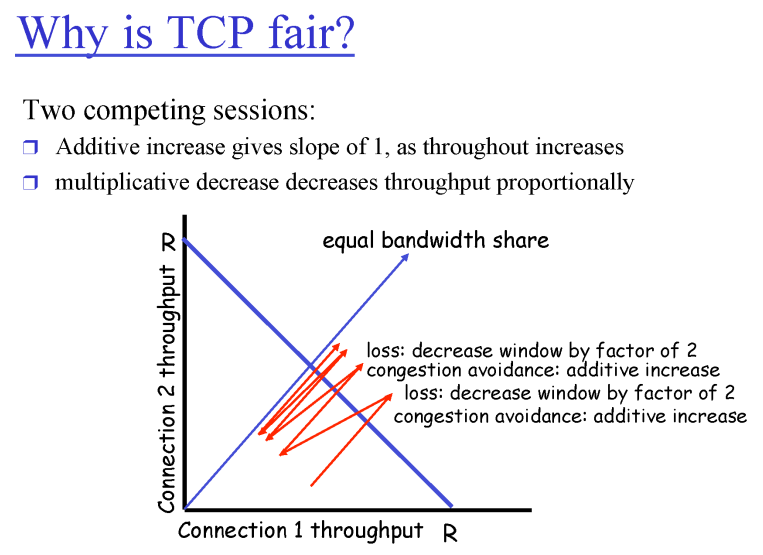 Why is TCP fair?
Two competing sessions:
Additive increase gives slope of 1, as throughout increases
multiplicative decrease decreases throughput proportionally
R
equal bandwidth share
Connection 2 throughput
loss: decrease window by factor of 2
congestion avoidance: additive increase
loss: decrease window by factor of 2
congestion avoidance: additive increase
Connection 1 throughput
R